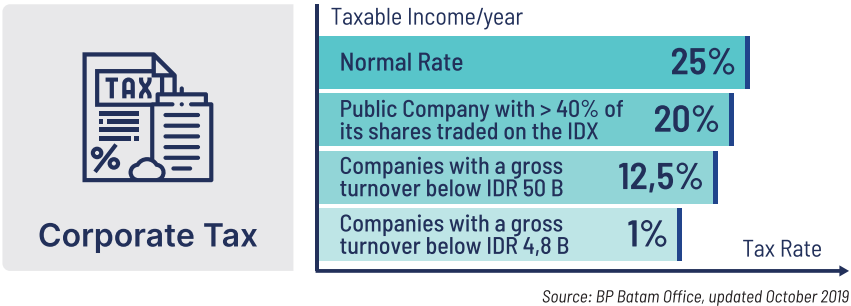 TAX
%
Corporate Tax
Taxable Income/year
Normal Rate
25%
Public Company with > 40% of
its shares traded on the IDX
20%
Companies with a gross
turnover below IDR 50 B
12,5%
Companies with a gross
turnover below IDR 4,8 B
1%
Tax Rate
Source: BP Batam Office, updated October 2019